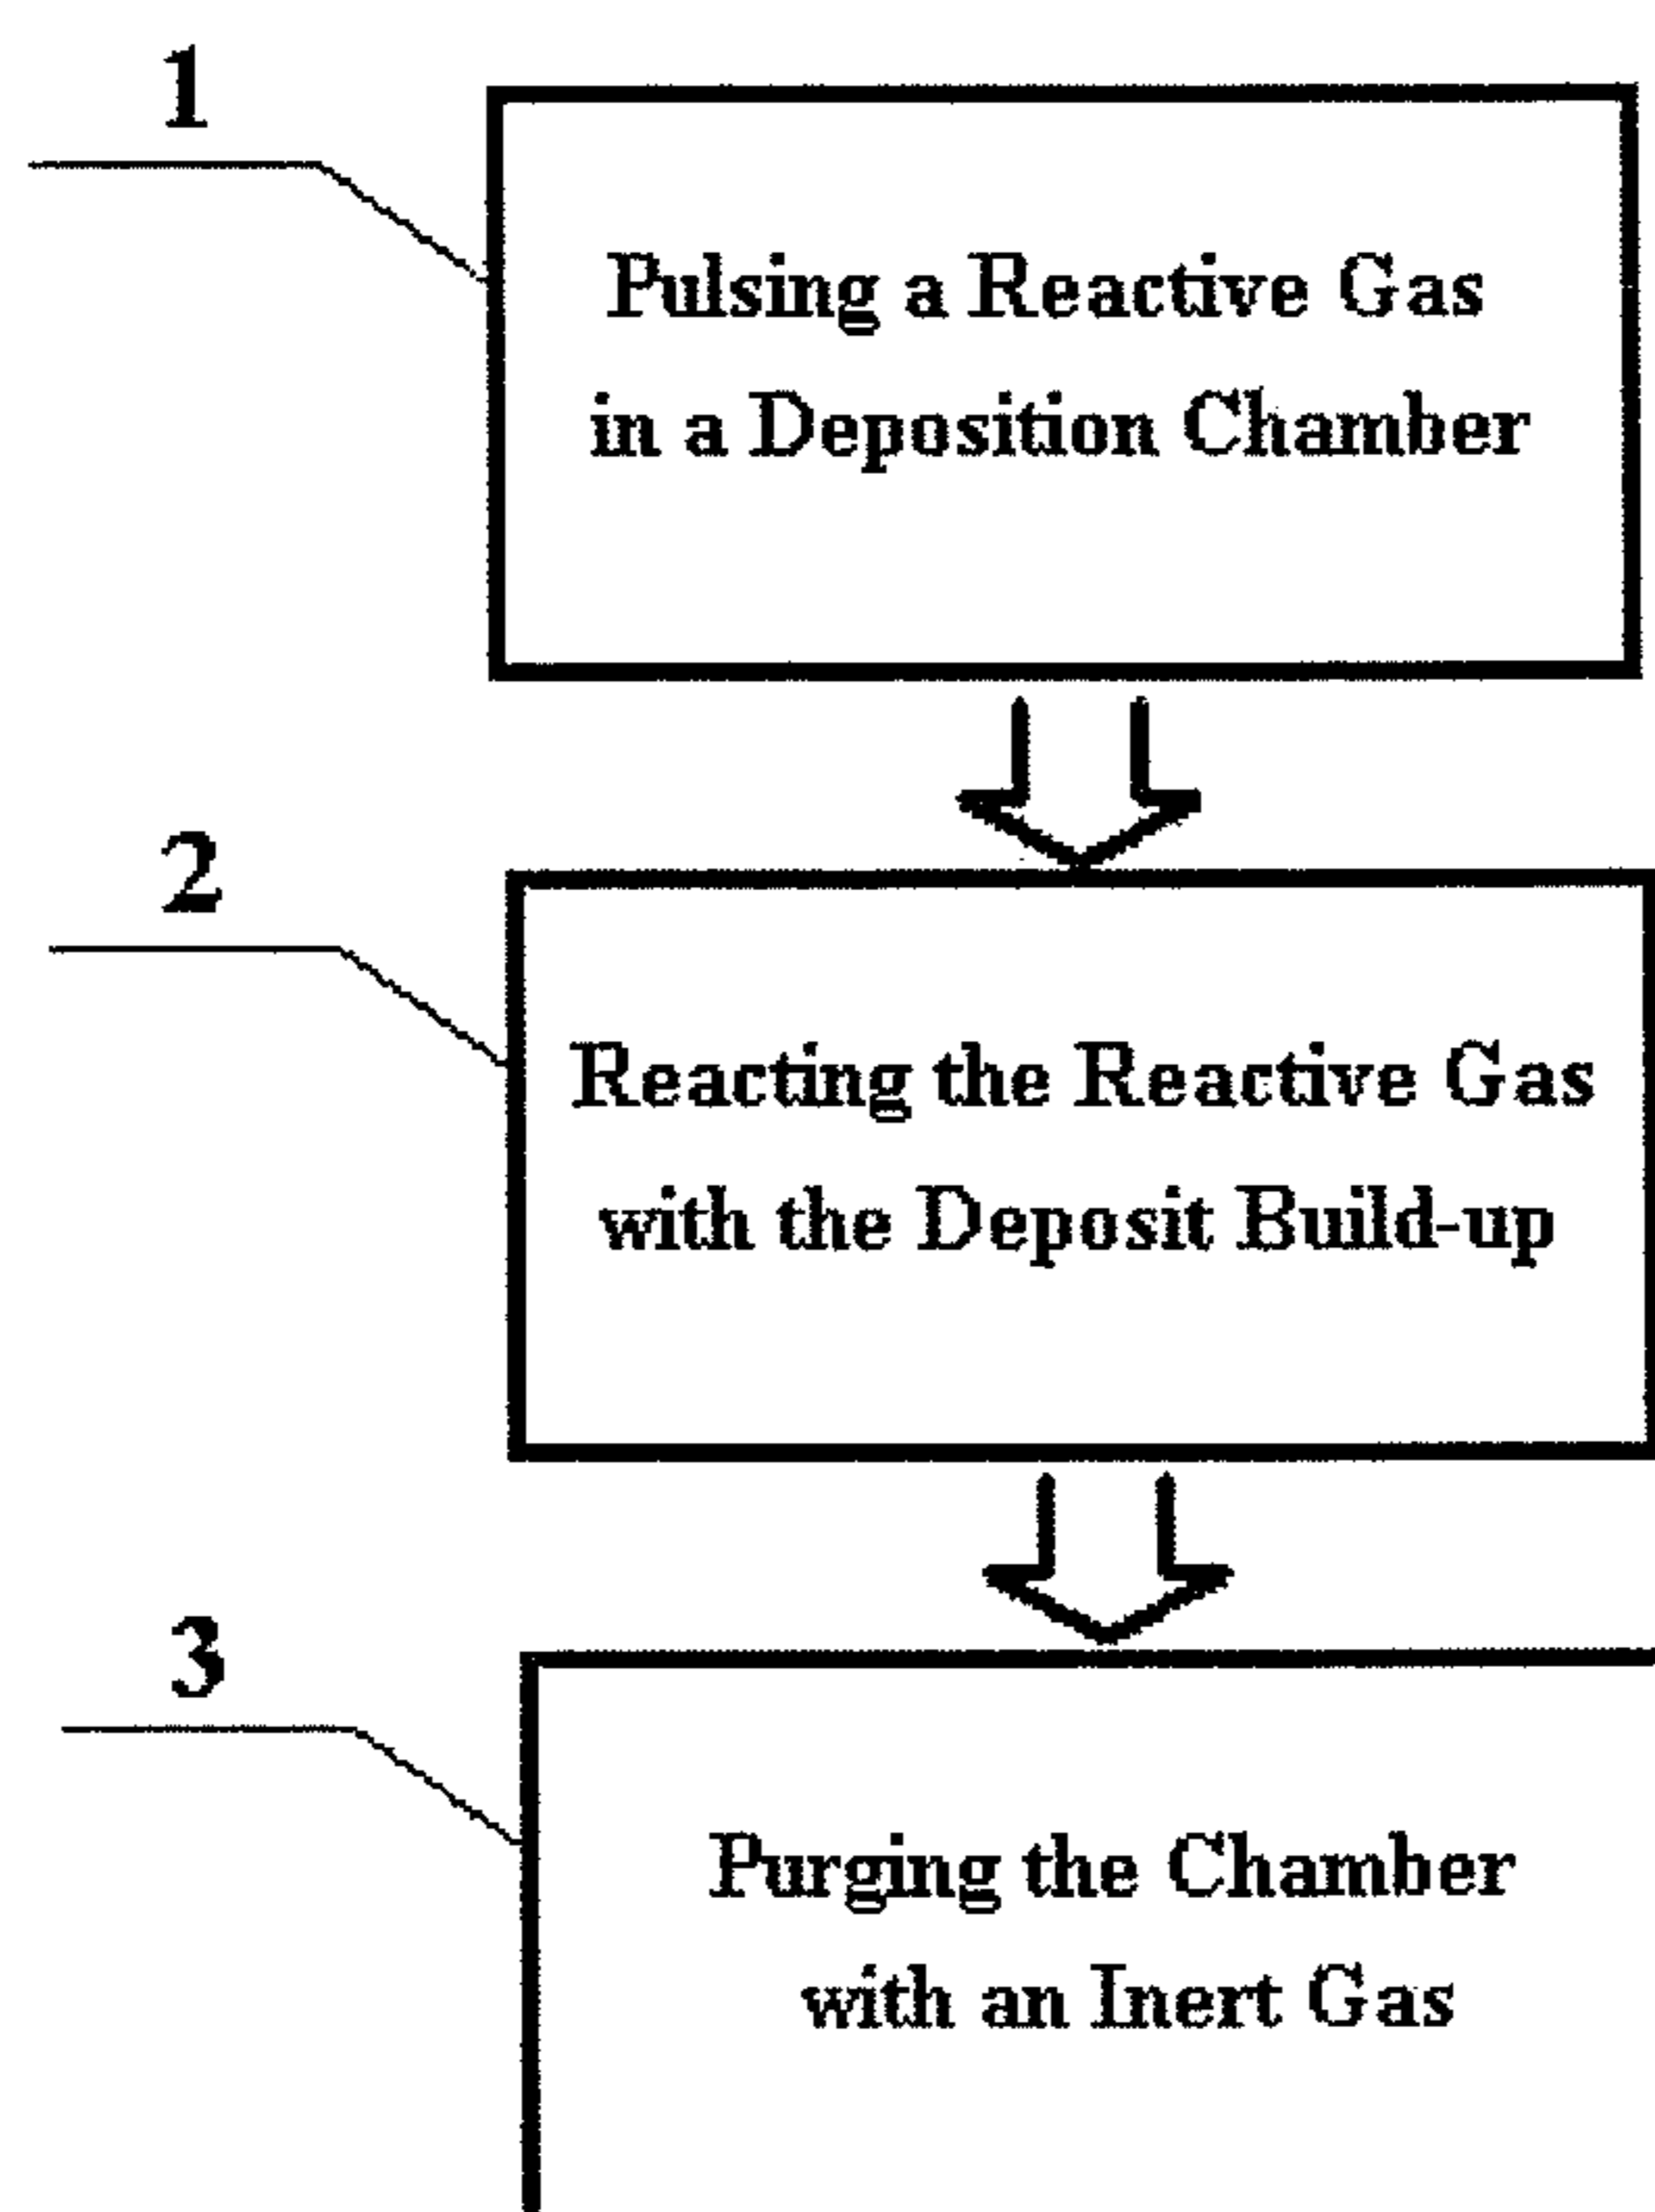 1
Pulsing a Reactive Gas
in a Deposition Chamber
2
Reacting the Reactive Gas
with the Deposit Build-up
3
Purging the Chamber
with an Inert Gas